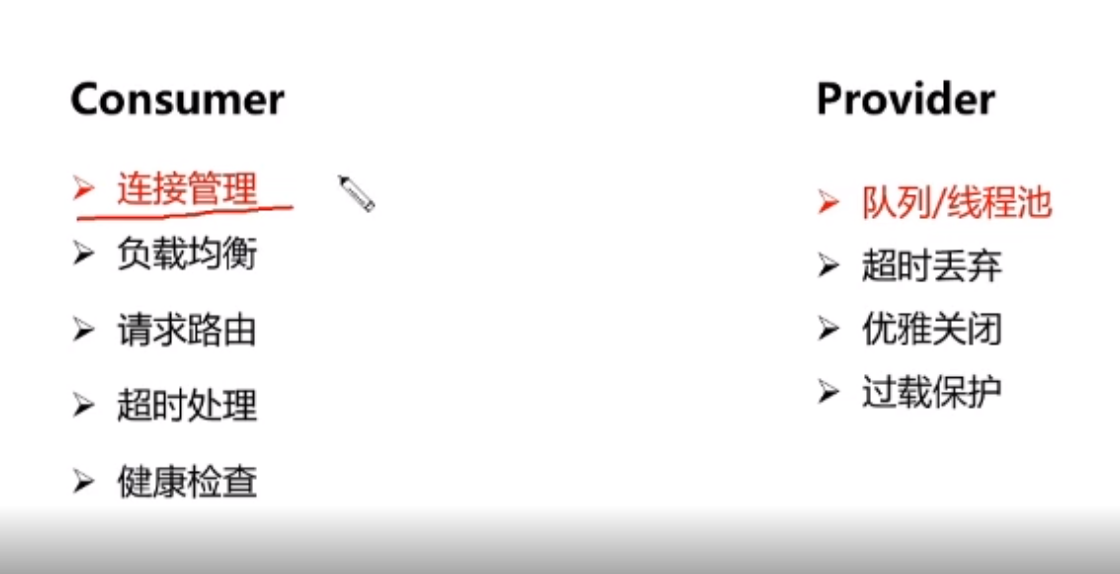 Consumer
连接管理
负载均衡
请求路由
超时处理
健康检查
Provider
队列/线程池
超时丢弃
优雅关闭
过载保护